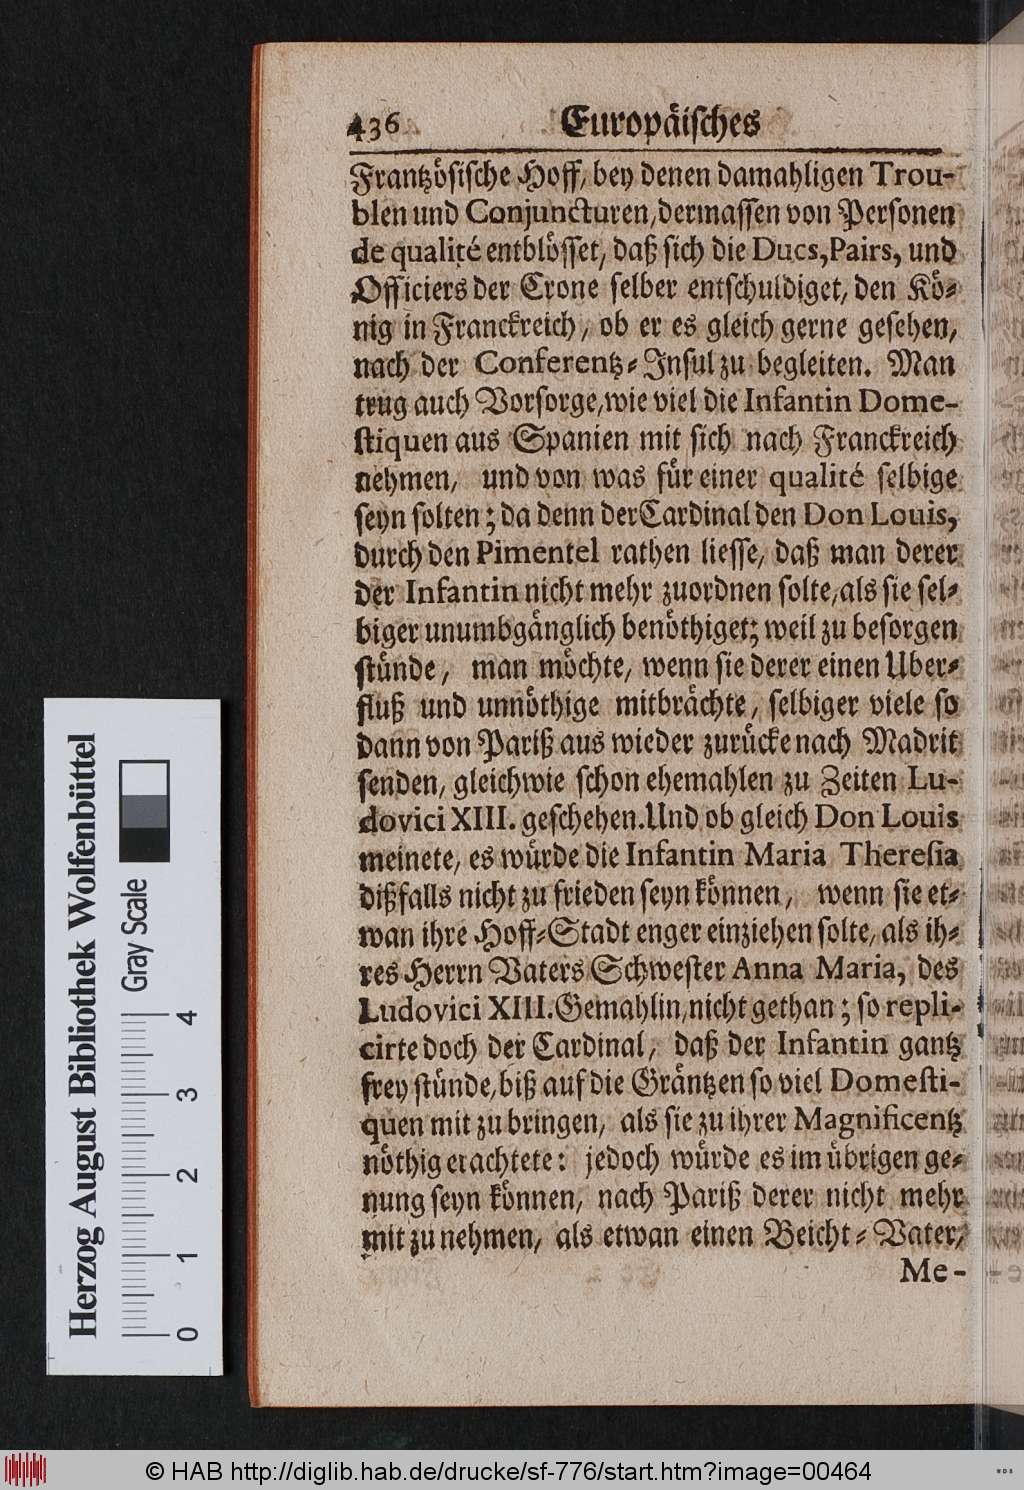 436 Europäisches
Frantzösische Hoff, bey denen damahligen Trou-
blen und Conjuncturen, dermassen von Personen
de qualité entblösset, daß sich die Ducs, Pairs, und
Officiers der Crone selber entschuldiget, den Kö-
nig in Franckreich, ob er es gleich gerne gesehen,
nach der Conferentz-Insul zu begleiten. Man
trug auch Vorsorge, wie viel die Infantin Dome-
stiquen aus Spanien mit sich nach Franckreich
nehmen, und von was für einer qualité selbige
seyn solten; da denn der Cardinal den Don Louis,
durch den Pimentel rathen liesse, daß man derer
der Infantin nicht mehr zuordnen solte, als sie sel-
biger unumbgänglich benöthiget; weil zu besorgen
stünde, man möchte, wenn sie derer einen Uber-
fluß und unnöthige mitbrächte, selbiger viele so
dann von Pariß aus wieder zurücke nach Madrit
senden, gleichwie schon ehemahlen zu Zeiten Lu-
dovici XIII. geschehen. Und ob gleich Don Louis
meinete, es würde die Infantin Maria Theresia
dißfalls nicht zu frieden seyn können, wenn sie et-
wan ihre Hoff-Stadt enger einziehen solte, als ih-
res Herrn Vaters Schwester Anna Maria, des
Ludovici XIII. Gemahlin, nicht gethan; so repli-
cirte doch der Cardinal, daß der Infantin gantz
frey stünde, biß auf die Gräntzen so viel Domesti-
quen mit zu bringen, als sie zu ihrer Magnificentz
nöthig erachtete: jedoch würde es im übrigen ge-
nung seyn können, nach Pariß derer nicht mehr
mit zu nehmen, als etwan einen Beicht-Vater,
Me-
Herzog August Bibliothek Wolfenbüttel
Gray Scale
0 1 2 3 4
© HAB http://diglib.hab.de/drucke/sf-776/start.htm?image=00464